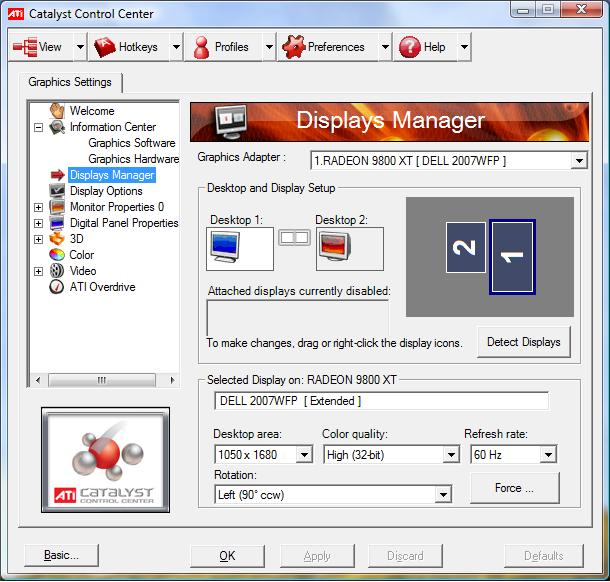 ATI Catalyst Control Center
View Hotkeys Profiles Preferences Help
Graphics Settings
Welcome
Information Center
Graphics Software
Graphics Hardware
Displays Manager
Display Options
Monitor Properties 0
Digital Panel Properties
3D
Color
Video
ATI Overdrive
ATI CATALYST
CONTROL CENTER
Displays Manager
Graphics Adapter :
1.RADEON 9800 XT [ DELL 2007WFP ]
Desktop and Display Setup
Desktop 1:
Desktop 2:
2
1
Attached displays currently disabled:
To make changes, drag or right-click the display icons.
Detect Displays
Selected Display on: RADEON 9800 XT
DELL 2007WFP [ Extended ]
Desktop area: Color quality: Refresh rate:
1050 x 1680 High (32-bit) 60 Hz
Rotation:
Left (90° ccw)
Force ...
Basic... OK Apply Discard Defaults